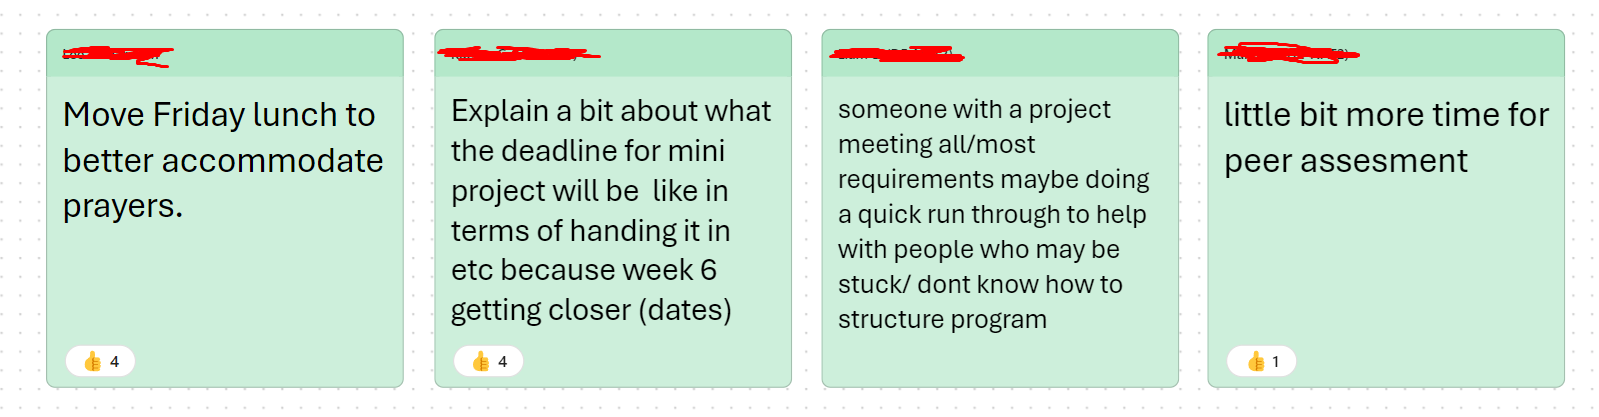 Move Friday lunch to
better accommodate
prayers.
4
Explain a bit about what
the deadline for mini
project will be  like in
terms of handing it in
etc because week 6
getting closer (dates)
4
someone with a project
meeting all/most
requirements maybe doing
a quick run through to help
with people who may be
stuck/ dont know how to
structure program
little bit more time for
peer assesment
1